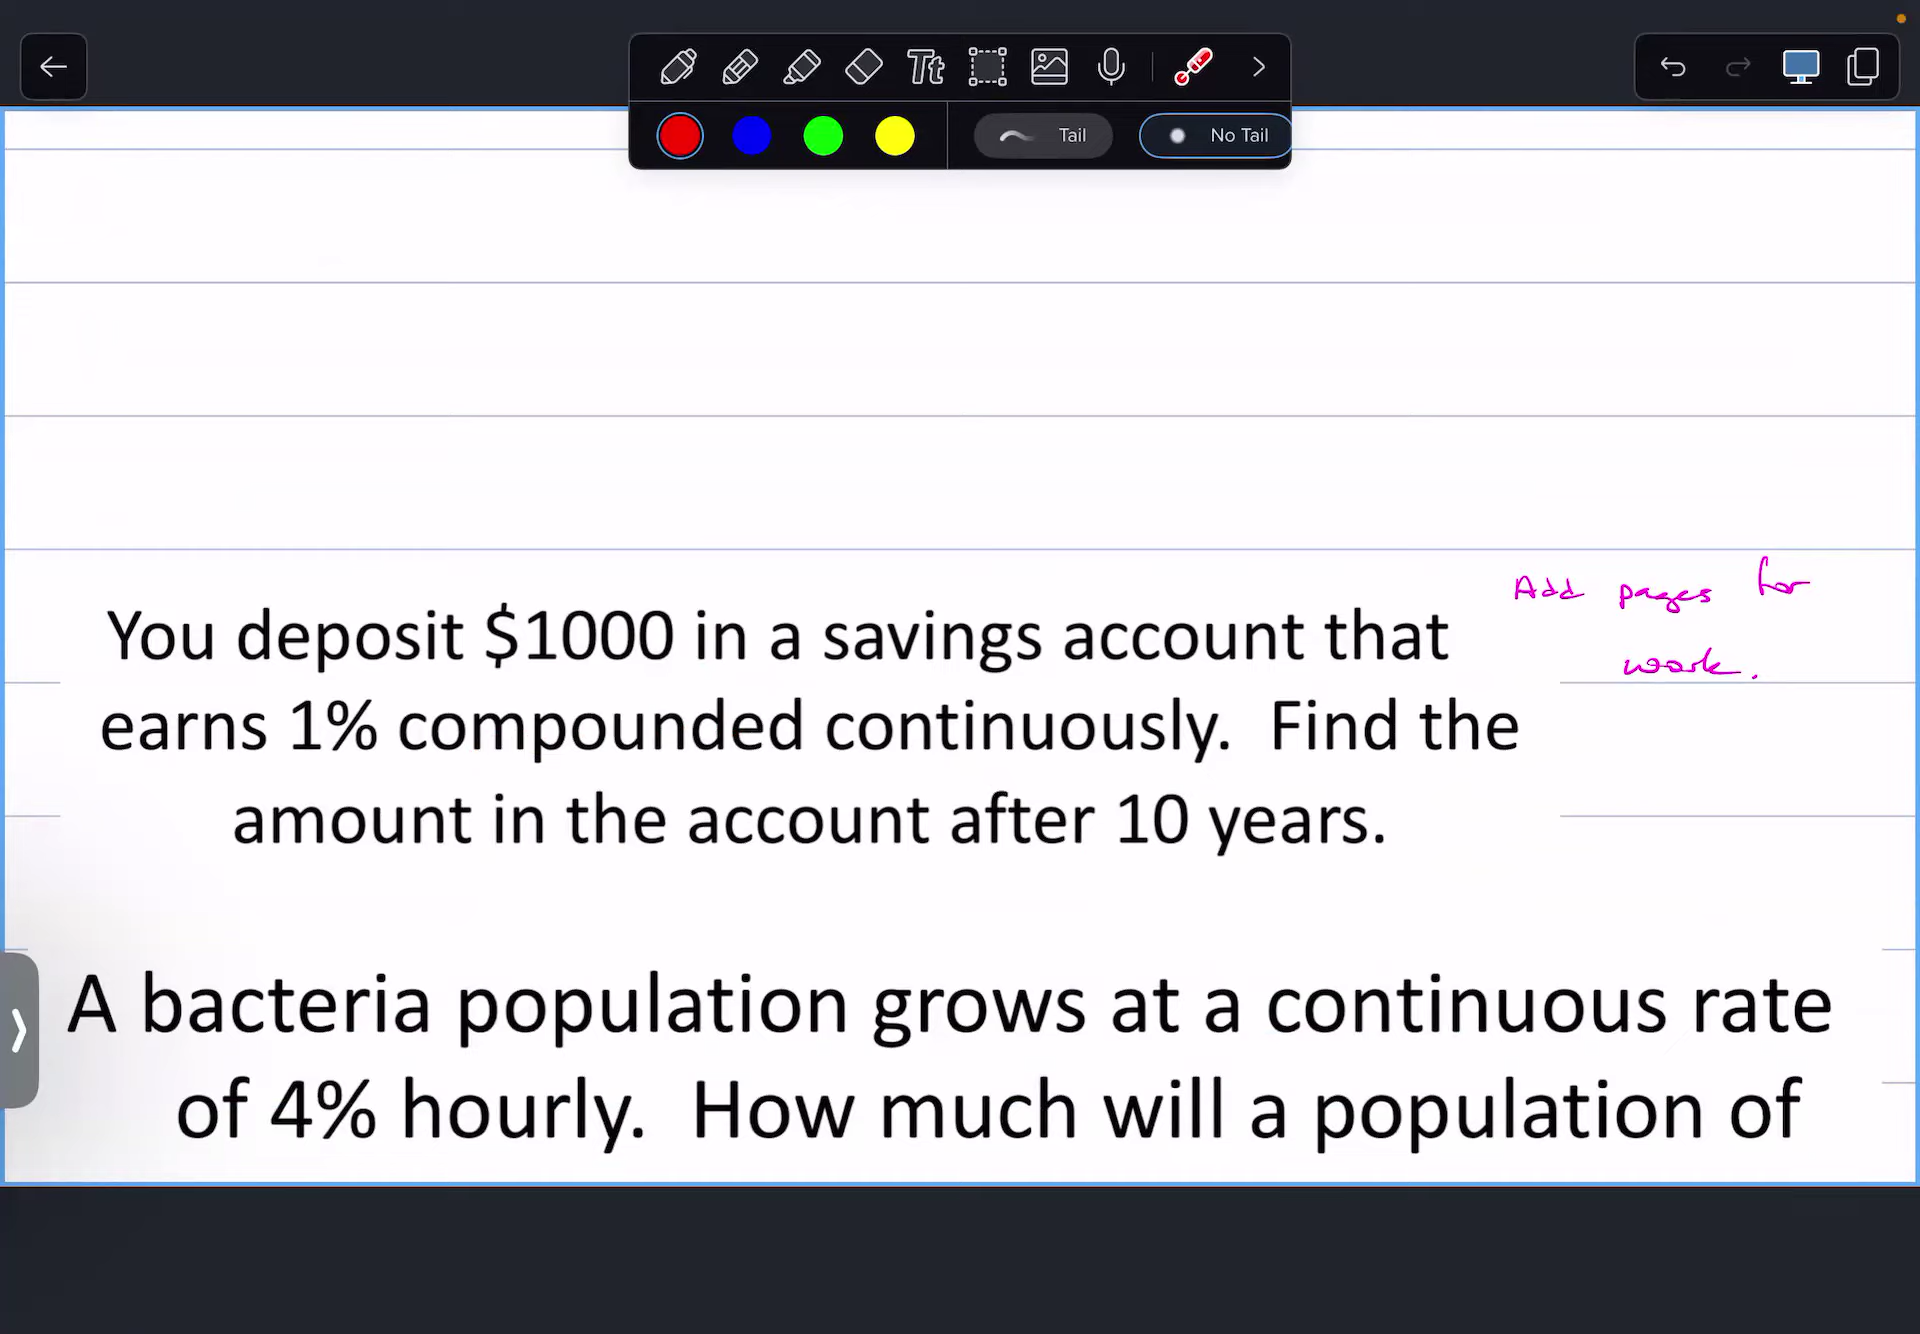 Tt
Tail
No Tail
Add pages for
work.
You deposit $1000 in a savings account that
earns 1% compounded continuously. Find the
amount in the account after 10 years.
A bacteria population grows at a continuous rate
of 4% hourly. How much will a population of